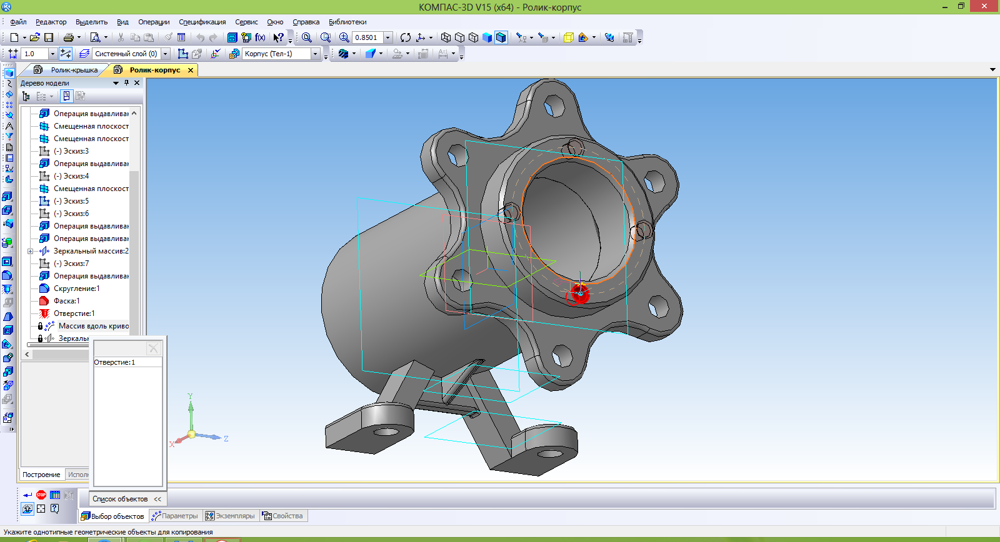 КОМПАС-3D V15 (x64) - Ролик-корпус
Файл Редактор Выделить Вид Операции Спецификация Сервис Окно Справка Библиотеки
f(x) 0.8501
1.0 Системный слой (0) Корпус (Тел-1)
Ролик-крышка Ролик-корпус
Дерево модели
Операция выдавливан
Смещенная плоскост
Смещенная плоскост
(-) Эскиз:3
Операция выдавливан
(-) Эскиз:4
Смещенная плоскост
(-) Эскиз:5
(-) Эскиз:6
Операция выдавливан
Операция выдавливан
Зеркальный массив:2
(-) Эскиз:7
Операция выдавливан
Скругление:1
Фаска:1
Отверстие:1
Массив вдоль криво
Зеркальн
Отверстие:1
Y
Z
X
Построение Исполн
STOP
Список объектов <<
Выбор объектов Параметры Экземпляры Свойства
Укажите однотипные геометрические объекты для копирования